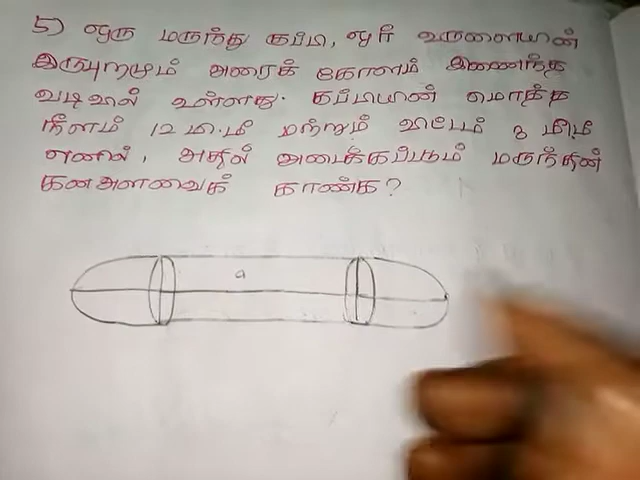 5) ஒரு மருந்து குப்பி, ஓர் உருளையின்
இருபுறமும் அரைக் கோளம் இணைந்த
வடிவில் உள்ளது. குப்பியின் மொத்த
நீளம் 12 மி.மீ மற்றும் விட்டம் 3 மிமீ
எனில், அதில் அடைக்கப்படும் மருந்தின்
கனஅளவைக் காண்க?
a